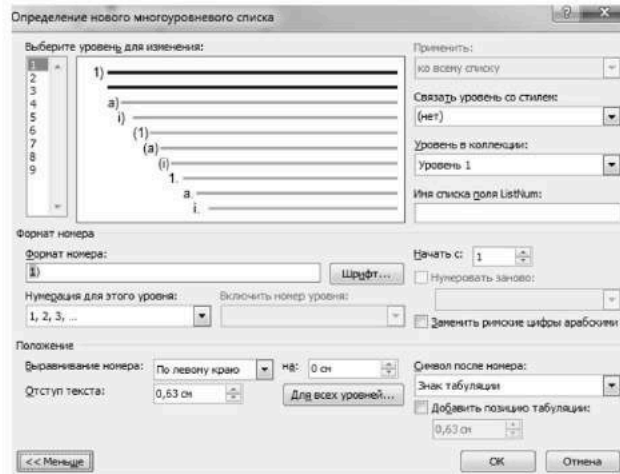 Определение нового многоуровневого списка
Выберите уровень для изменения:
1
2
3
4
5
6
7
8
9
1)
a)
i)
(1)
(a)
(i)
1.
a.
i.
Применить:
ко всему списку
Связать уровень со стилем:
(нет)
Уровень в коллекции:
Уровень 1
Имя списка поля ListNum:
Формат номера
Формат номера:
1)
Шрифт...
Нумерация для этого уровня:
1, 2, 3, ...
Включить номер уровня:
Начать с: 1
Нумеровать заново:
Заменить римские цифры арабскими
Положение
Выравнивание номера: По левому краю на: 0 см
Отступ текста: 0,63 см Для всех уровней...
Символ после номера:
Знак табуляции
Добавить позицию табуляции:
0,63 см
<< Меньше
ОК
Отмена